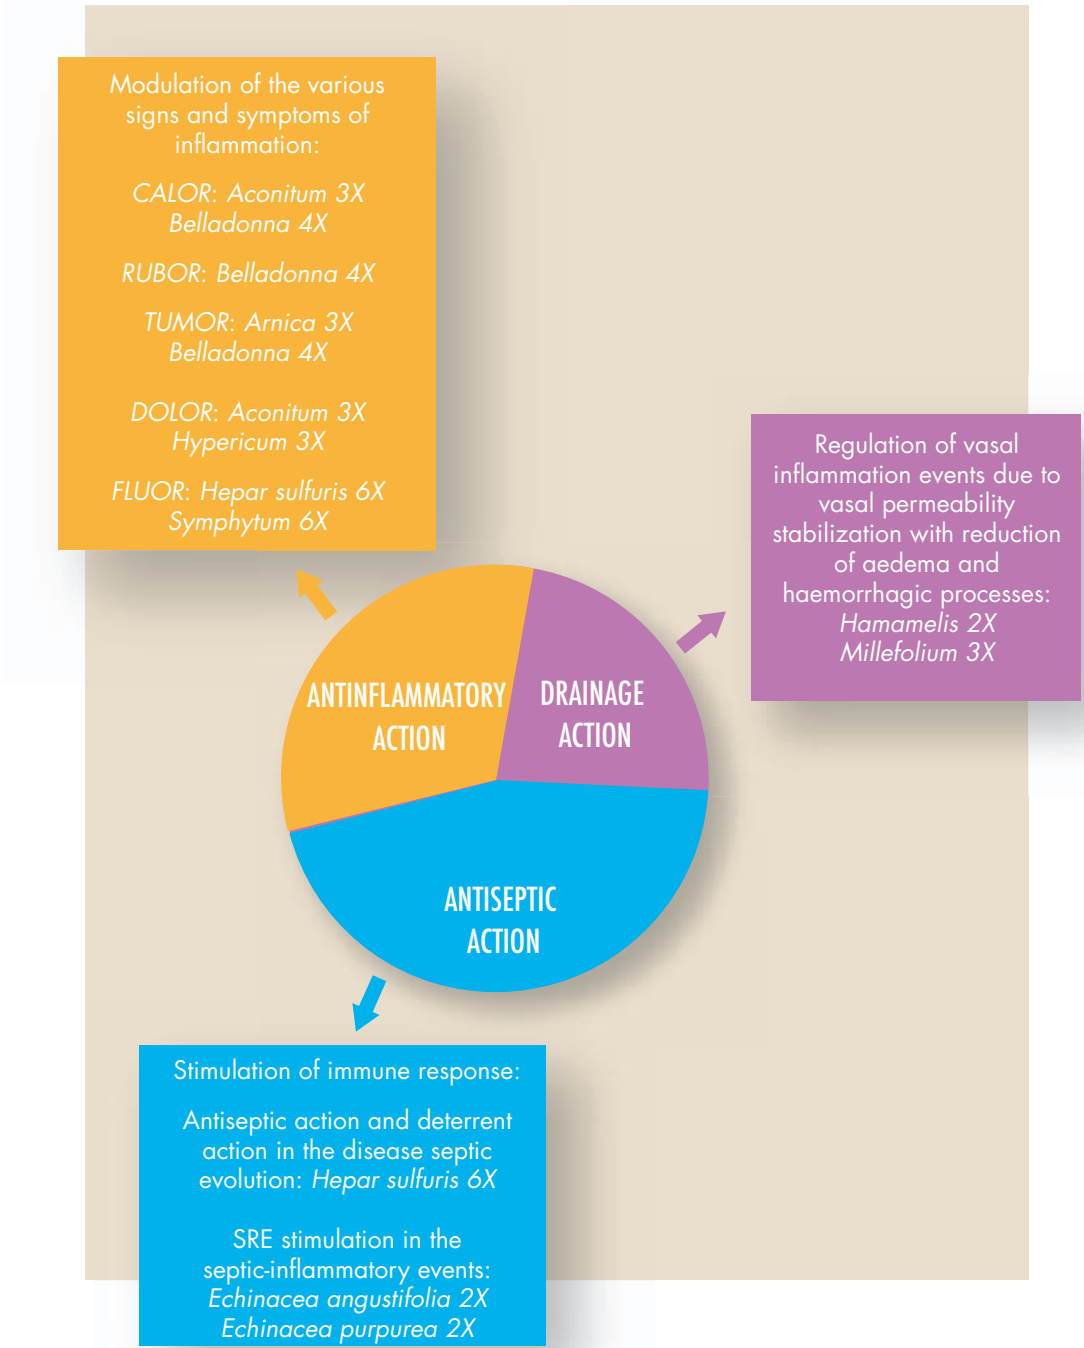 Modulation of the various
signs and symptoms of
inflammation:
CALOR: Aconitum 3X
Belladonna 4X
RUBOR: Belladonna 4X
TUMOR: Arnica 3X
Belladonna 4X
DOLOR: Aconitum 3X
Hypericum 3X
FLUOR: Hepar sulfuris 6X
Symphytum 6X
Regulation of vasal
inflammation events due to
vasal permeability
stabilization with reduction
of aedema and
haemorrhagic processes:
Hamamelis 2X
Millefolium 3X
ANTINFLAMMATORY
ACTION
DRAINAGE
ACTION
ANTISEPTIC
ACTION
Stimulation of immune response:
Antiseptic action and deterrent
action in the disease septic
evolution: Hepar sulfuris 6X
SRE stimulation in the
septic-inflammatory events:
Echinacea angustifolia 2X
Echinacea purpurea 2X